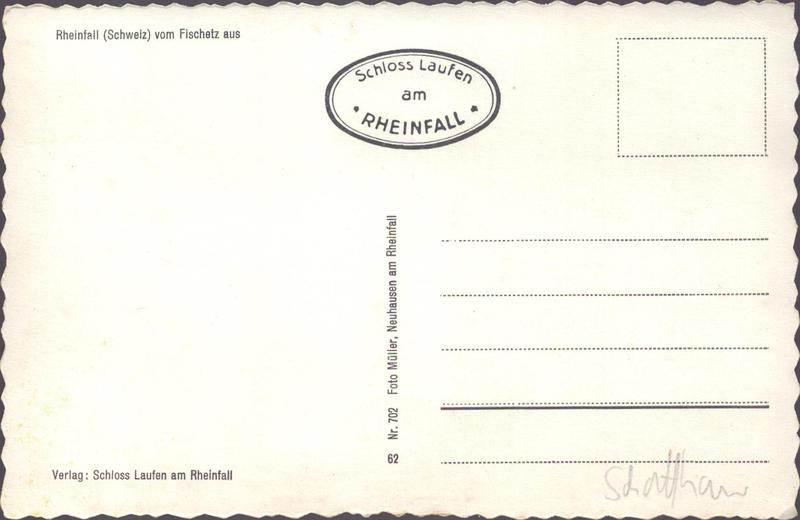 Rheinfall (Schweiz) vom Fischetz aus
Schloss Laufen
am
RHEINFALL
62 Nr. 702 Foto Müller, Neuhausen am Rheinfall
Verlag: Schloss Laufen am Rheinfall